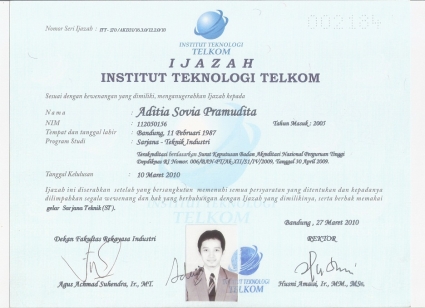 Nomor Seri Ijazah :
002184
INSTITUT TEKNOLOGI
TELKOM
I J A Z A H
INSTITUT TEKNOLOGI TELKOM
Sesuai dengan kewenangan yang dimiliki, menganugerahkan Ijazah kepada
N a m a : Aditia Sovia Pramudita
NIM : 112050156 Tahun Masuk : 2005
Tempat dan tanggal lahir : Bandung, 11 Pebruari 1987
Program Studi : Sarjana - Teknik Industri
Terakreditasi berdasarkan Surat Keputusan Badan Akreditasi Nasional Perguruan Tinggi
Depdiknas RI Nomor. 006/BAN-PT/Ak-XII/S1/IV/2009, Tanggal 30 April 2009.
Tanggal Kelulusan : 10 Maret 2010
Ijazah ini diserahkan setelah yang bersangkutan memenuhi semua persyaratan yang ditentukan dan kepadanya
dilimpahkan segala wewenang dan hak yang berhubungan dengan Ijazah yang dimilikinya, serta berhak memakai
gelar Sarjana Teknik (ST).
Bandung , 27 Maret 2010
Dekan Fakultas Rekayasa Industri
REKTOR
INSTITUT TEKNOLOGI
TELKOM
Agus Achmad Suhendra, Ir., MT.
Husni Amani, Ir., MM., MSc.